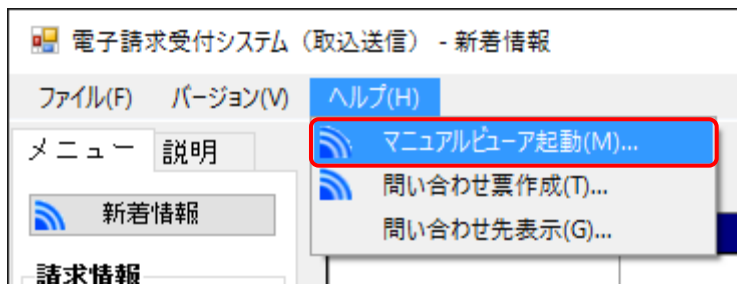 電子請求受付システム（取込送信） - 新着情報
ファイル(F) バージョン(V) ヘルプ(H)
メニュー 説明
マニュアルビューア起動(M)...
問い合わせ票作成(T)...
問い合わせ先表示(G)...
新着情報
請求情報